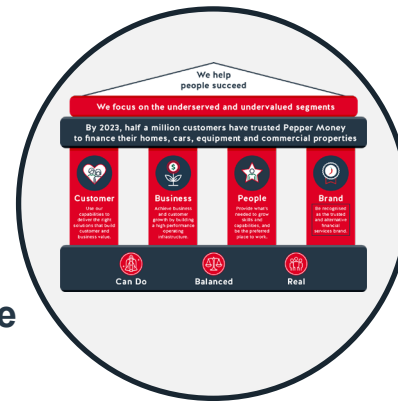 We help
people succeed
We focus on the underserved and undervalued segments
By 2023, half a million customers have trusted Pepper Money
to finance their homes, cars, equipment and commercial properties
Customer
Use our
capabilities to
deliver the right
solutions that build
customer and
business value.
Business
Achieve business
and customer
growth by building
a high performance
operating
infrastructure.
People
Provide what's
needed to grow
skills and
capabilities, and
be the preferred
place to work.
Brand
Be recognised
as the trusted
and alternative
financial
services brand.
Can Do
Balanced
Real
e